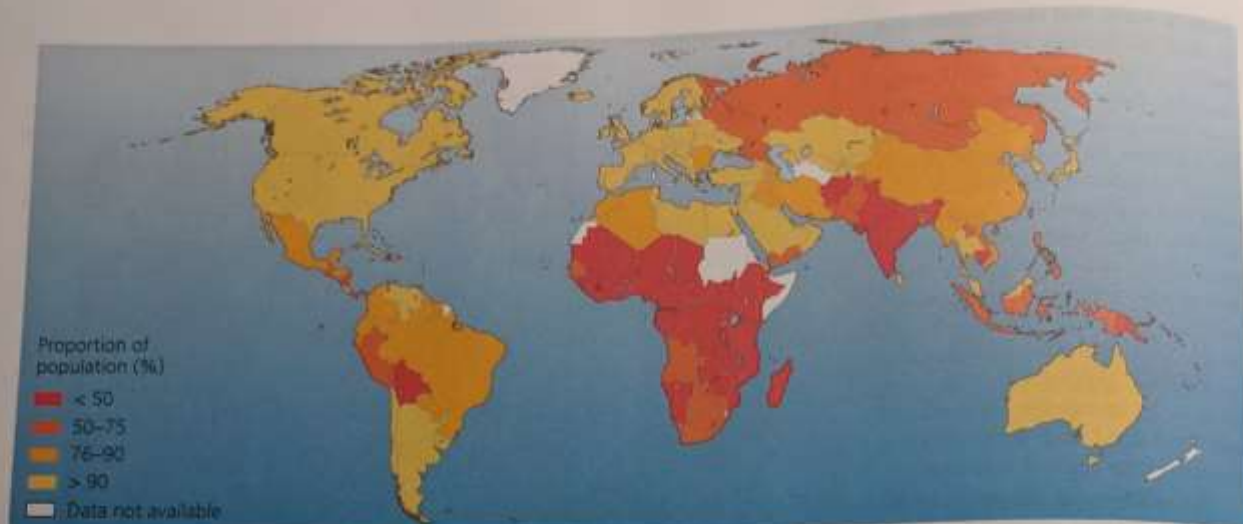 Proportion of
population (%)
< 50
50–75
76–90
> 90
Data not available